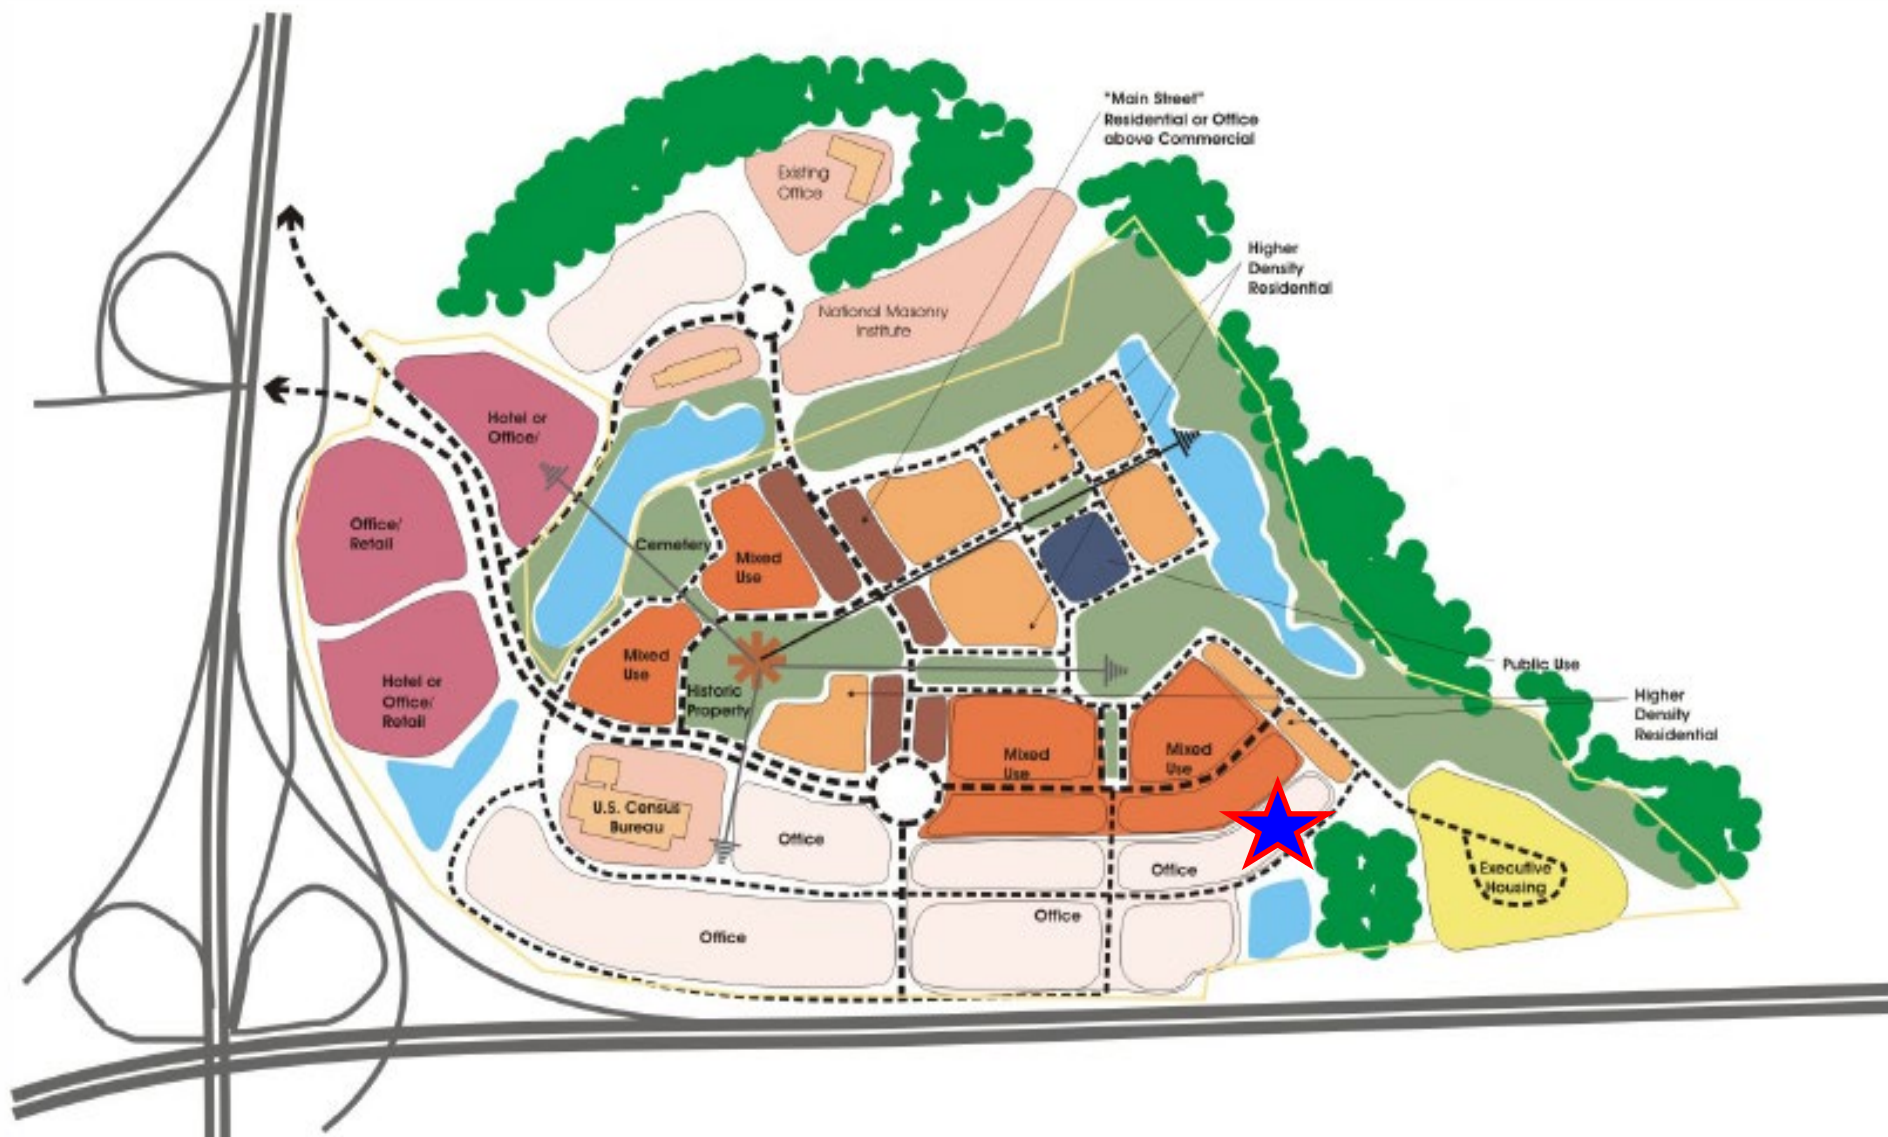 "Main Street"
Residential or Office
above Commercial
Existing
Office
Higher
Density
Residential
National Masonry
Institute
Hotel or
Office/
Office/
Retail
Cemetery
Mixed
Use
Mixed
Use
Public Use
Hotel or
Office/
Retail
Historic
Property
Higher
Density
Residential
Mixed
Use
Mixed
Use
U.S. Census
Bureau
Office
Office
Executive
Housing
Office
Office